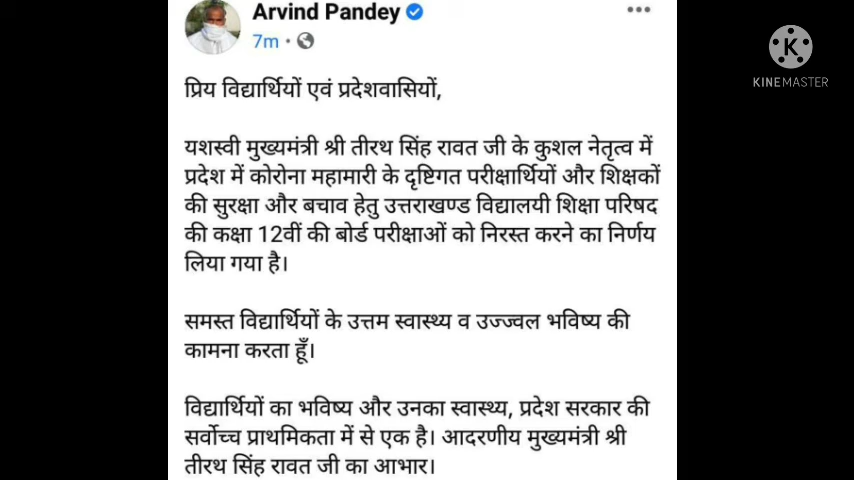 Arvind Pandey
7m
प्रिय विद्यार्थियों एवं प्रदेशवासियों,
यशस्वी मुख्यमंत्री श्री तीरथ सिंह रावत जी के कुशल नेतृत्व में
प्रदेश में कोरोना महामारी के दृष्टिगत परीक्षार्थियों और शिक्षकों
की सुरक्षा और बचाव हेतु उत्तराखण्ड विद्यालयी शिक्षा परिषद
की कक्षा 12वीं की बोर्ड परीक्षाओं को निरस्त करने का निर्णय
लिया गया है।
समस्त विद्यार्थियों के उत्तम स्वास्थ्य व उज्ज्वल भविष्य की
कामना करता हूँ।
विद्यार्थियों का भविष्य और उनका स्वास्थ्य, प्रदेश सरकार की
सर्वोच्च प्राथमिकता में से एक है। आदरणीय मुख्यमंत्री श्री
तीरथ सिंह रावत जी का आभार।
K
KINEMASTER